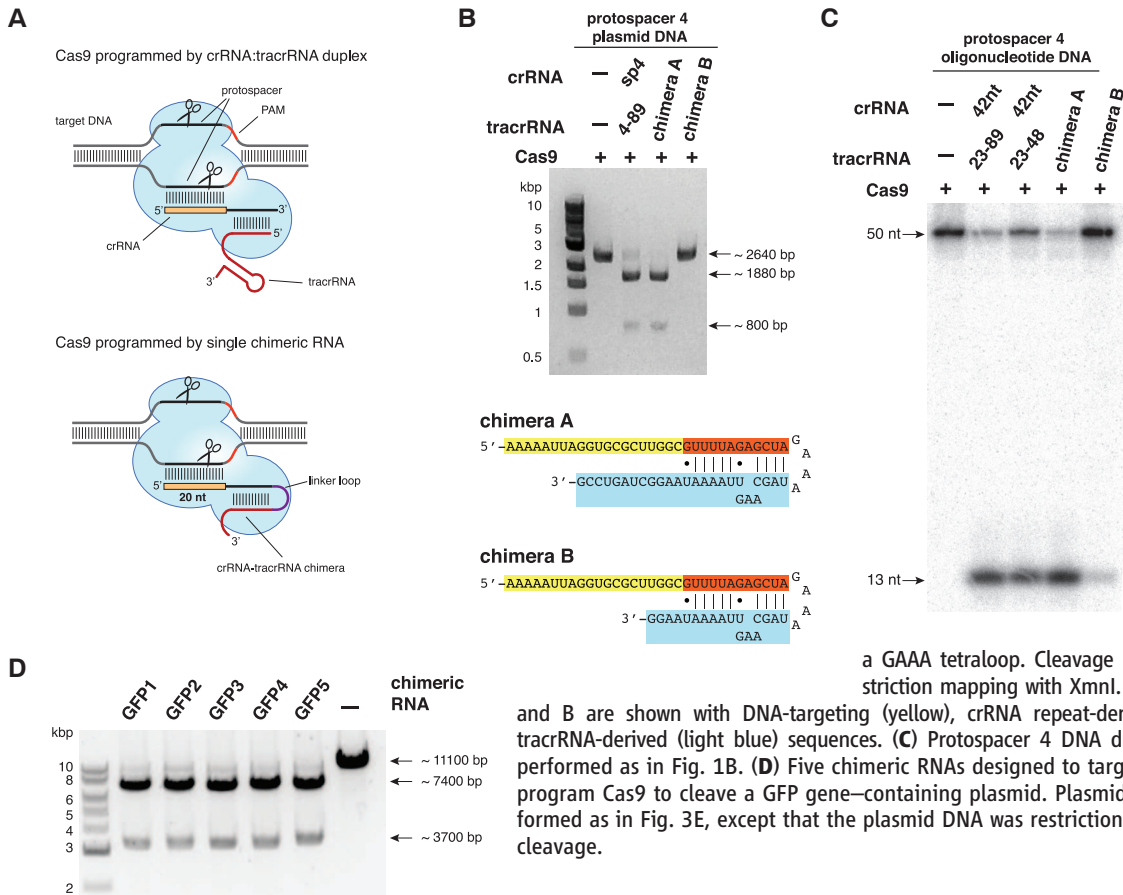 A
Cas9 programmed by crRNA:tracrRNA duplex
protospacer
PAM
target DNA
5'
3'
5'
crRNA
3'
tracrRNA
Cas9 programmed by single chimeric RNA
5'
20 nt
linker loop
3'
crRNA-tracrRNA chimera
B
protospacer 4
plasmid DNA
crRNA
— sp4
tracrRNA
— 4-89 chimera A chimera B
Cas9 + + + +
kbp
10
5
3
2
1.5
1
0.5
~ 2640 bp
~ 1880 bp
~ 800 bp
chimera A
5'-AAAAAUUAGGUGCGCUUGGCGUUUUAGAGCUA
G
A
A
A
3'-GCCUGAUCGGAAUAAAAUU CGAU
GAA
chimera B
5'-AAAAAUUAGGUGCGCUUGGCGUUUUAGAGCUA
G
A
A
A
3'-GGAAUAAAAUU CGAU
GAA
C
protospacer 4
oligonucleotide DNA
crRNA
— 42nt 42nt
tracrRNA
— 23-89 23-48 chimera A chimera B
Cas9 + + + + +
50 nt
13 nt
D
GFP1 GFP2 GFP3 GFP4 GFP5 —
chimeric
RNA
kbp
10
8
6
5
4
3
2
~ 11100 bp
~ 7400 bp
~ 3700 bp
a GAAA tetraloop. Cleavage
striction mapping with XmnI.
and B are shown with DNA-targeting (yellow), crRNA repeat-der
tracrRNA-derived (light blue) sequences. (C) Protospacer 4 DNA d
performed as in Fig. 1B. (D) Five chimeric RNAs designed to targ
program Cas9 to cleave a GFP gene–containing plasmid. Plasmid
formed as in Fig. 3E, except that the plasmid DNA was restriction
cleavage.